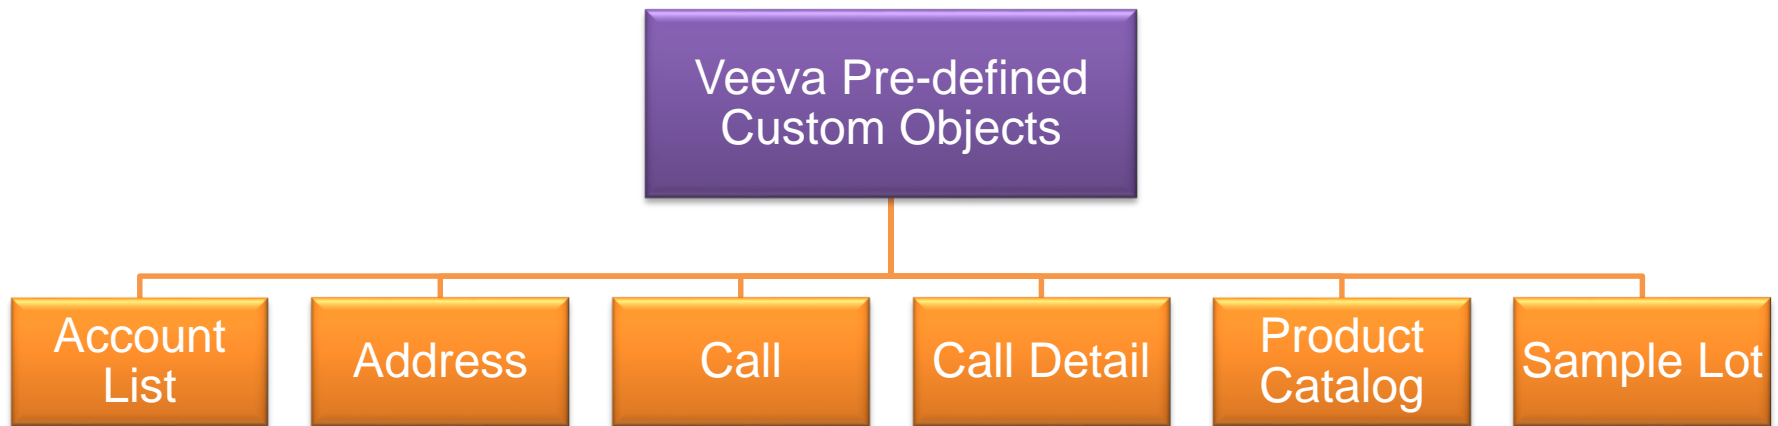 Veeva Pre-defined
Custom Objects
Account
List
Address
Call
Call Detail
Product
Catalog
Sample Lot